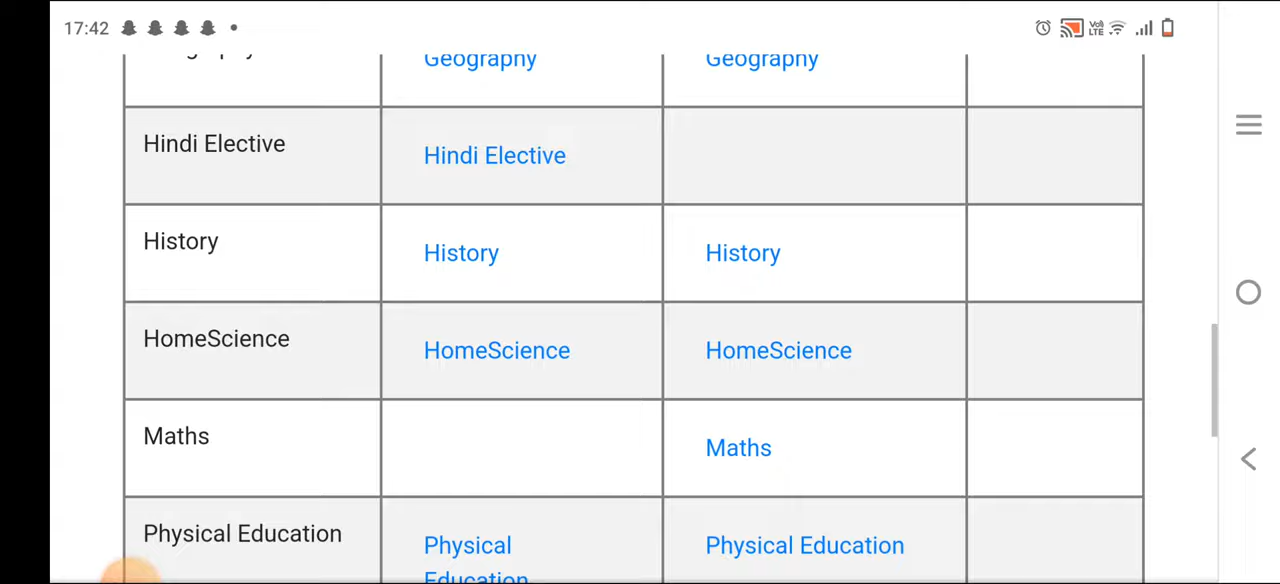 17:42
Geography Geography
Hindi Elective Hindi Elective
History History History
HomeScience HomeScience HomeScience
Maths Maths
Physical Education Physical Physical Education
Education